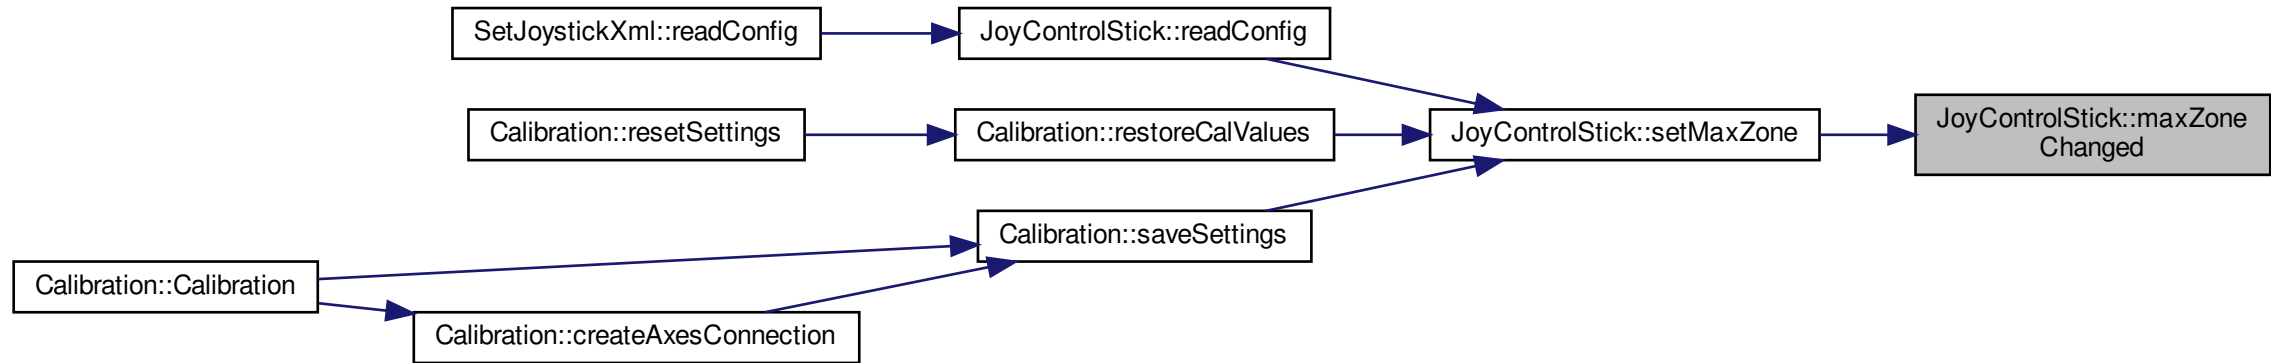 SetJoystickXml::readConfig
JoyControlStick::readConfig
Calibration::resetSettings
Calibration::restoreCalValues
JoyControlStick::setMaxZone
JoyControlStick::maxZone
Changed
Calibration::saveSettings
Calibration::Calibration
Calibration::createAxesConnection